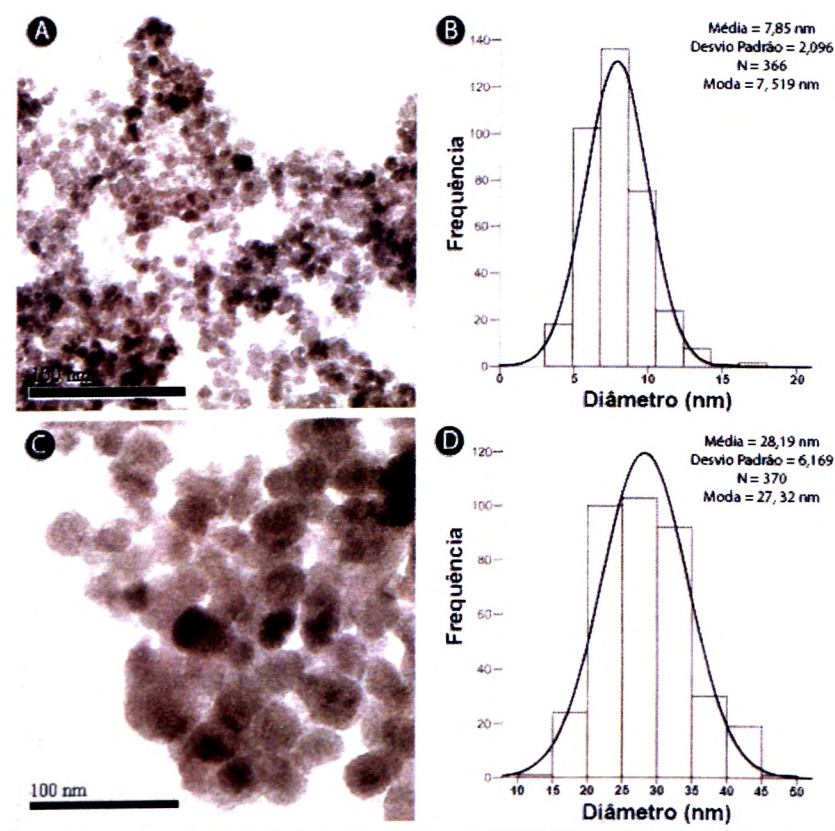 A
100 nm
B
Média = 7,85 nm
Desvio Padrão = 2,096
N = 366
Moda = 7, 519 nm
Frequência
140
120
100
80
60
40
20
0
0 5 10 15 20
Diâmetro (nm)
C
100 nm
D
Média = 28,19 nm
Desvio Padrão = 6,169
N = 370
Moda = 27, 32 nm
Frequência
120
100
80
60
40
20
0
10 15 20 25 30 35 40 45 50
Diâmetro (nm)